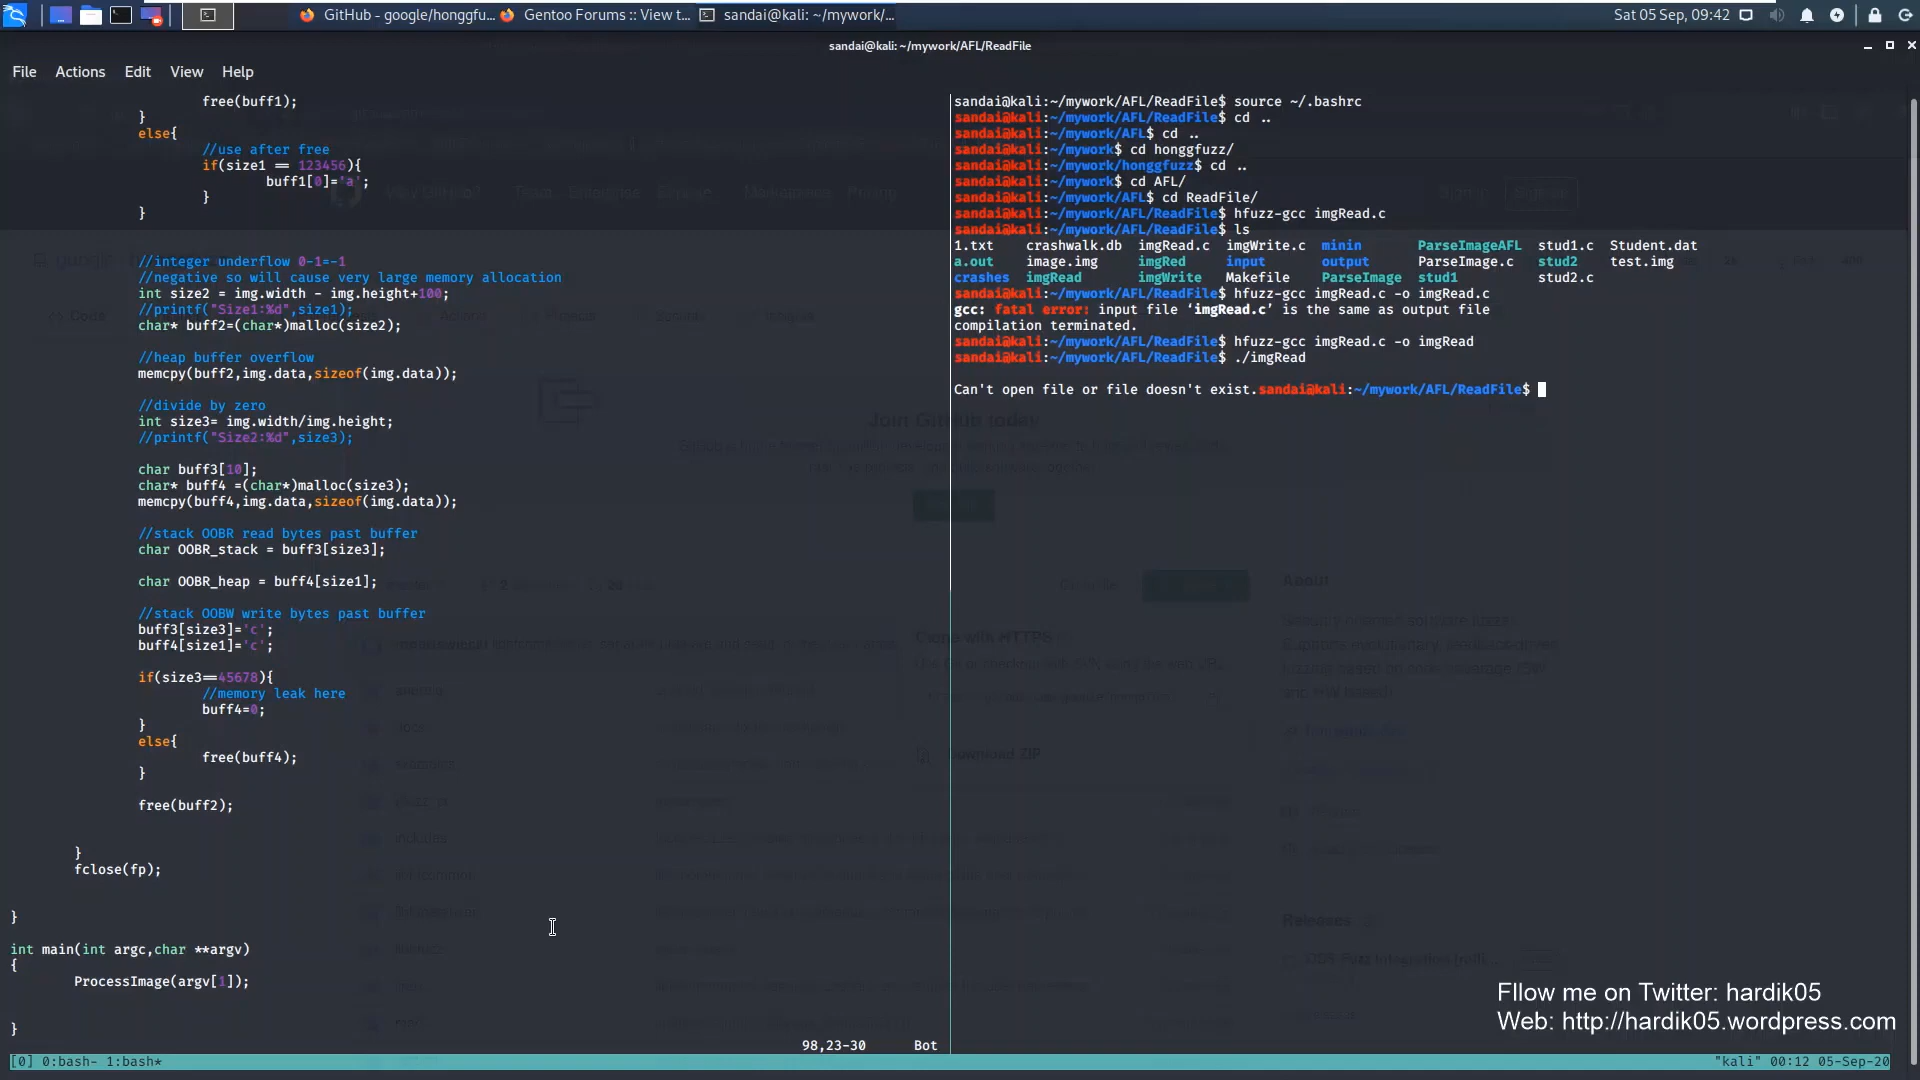 GitHub - google/honggfu...
Gentoo Forums :: View t...
sandai@kali: ~/mywork/...
Sat 05 Sep, 09:42
sandai@kali: ~/mywork/AFL/ReadFile
File Actions Edit View Help
free(buff1);
}
else{
//use after free
if(size1 == 123456){
buff1[0]='a';
}
}
//integer underflow 0-1=-1
//negative so will cause very large memory allocation
int size2 = img.width - img.height+100;
//printf("Size1:%d",size1);
char* buff2=(char*)malloc(size2);
//heap buffer overflow
memcpy(buff2,img.data,sizeof(img.data));
//divide by zero
int size3= img.width/img.height;
//printf("Size2:%d",size3);
char buff3[10];
char* buff4 =(char*)malloc(size3);
memcpy(buff4,img.data,sizeof(img.data));
//stack OOBR read bytes past buffer
char OOBR_stack = buff3[size3];
char OOBR_heap = buff4[size1];
//stack OOBW write bytes past buffer
buff3[size3]='c';
buff4[size1]='c';
if(size3==45678){
//memory leak here
buff4=0;
}
else{
free(buff4);
}
free(buff2);
}
fclose(fp);
}
int main(int argc,char **argv)
{
ProcessImage(argv[1]);
}
98,23-30 Bot
sandai@kali:~/mywork/AFL/ReadFile$ source ~/.bashrc
sandai@kali:~/mywork/AFL/ReadFile$ cd ..
sandai@kali:~/mywork/AFL$ cd ..
sandai@kali:~/mywork$ cd honggfuzz/
sandai@kali:~/mywork/honggfuzz$ cd ..
sandai@kali:~/mywork$ cd AFL/
sandai@kali:~/mywork/AFL$ cd ReadFile/
sandai@kali:~/mywork/AFL/ReadFile$ hfuzz-gcc imgRead.c
sandai@kali:~/mywork/AFL/ReadFile$ ls
1.txt crashwalk.db imgRead.c imgWrite.c minin ParseImageAFL stud1.c Student.dat
a.out image.img imgRed input output ParseImage.c stud2 test.img
crashes imgRead imgWrite Makefile ParseImage stud1 stud2.c
sandai@kali:~/mywork/AFL/ReadFile$ hfuzz-gcc imgRead.c -o imgRead.c
gcc: fatal error: input file ‘imgRead.c’ is the same as output file
compilation terminated.
sandai@kali:~/mywork/AFL/ReadFile$ hfuzz-gcc imgRead.c -o imgRead
sandai@kali:~/mywork/AFL/ReadFile$ ./imgRead
Can't open file or file doesn't exist.sandai@kali:~/mywork/AFL/ReadFile$
Join GitHub today
Clone with HTTPS
Download ZIP
About
Releases
Fllow me on Twitter: hardik05
Web: http://hardik05.wordpress.com
[0] 0:bash- 1:bash*
"kali" 00:12 05-Sep-20